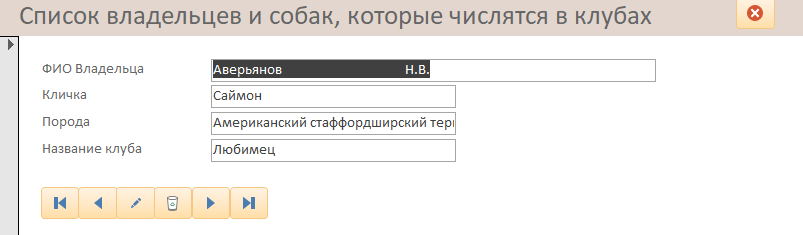 Список владельцев и собак, которые числятся в клубах
ФИО Владельца Аверьянов Н.В.
Кличка Саймон
Порода Американский стаффордширский тер
Название клуба Любимец